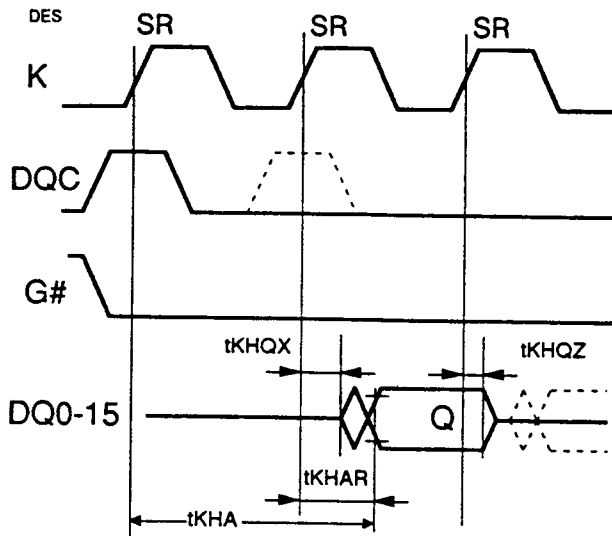 DES
SR SR SR
K
DQC
G#
tKHQX tKHQZ
DQ0-15 Q
tKHAR
tKHA